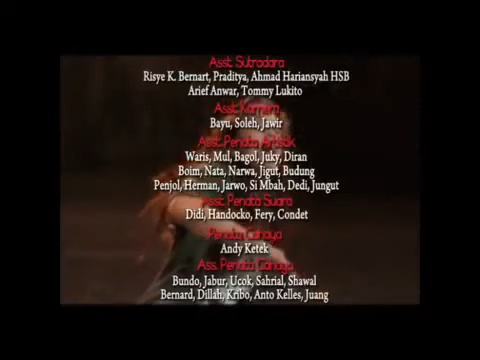 Asst. Sutradara
Risye K. Bernart, Praditya, Ahmad Hariansyah HSB
Arief Anwar, Tommy Lukito
Asst. Kamera
Bayu, Soleh, Jawir
Asst. Penata Artistik
Waris, Mul, Bagol, Juky, Diran
Boim, Nata, Narwa, Jigut, Budung
Penjol, Herman, Jarwo, Si Mbah, Dedi, Jungut
Asst. Penata Suara
Didi, Handocko, Fery, Condet
Penata Cahaya
Andy Ketek
Ass. Penata Cahaya
Bundo, Jabur, Ucok, Sahrial, Shawal
Bernard, Dillah, Kribo, Anto Kelles, Juang